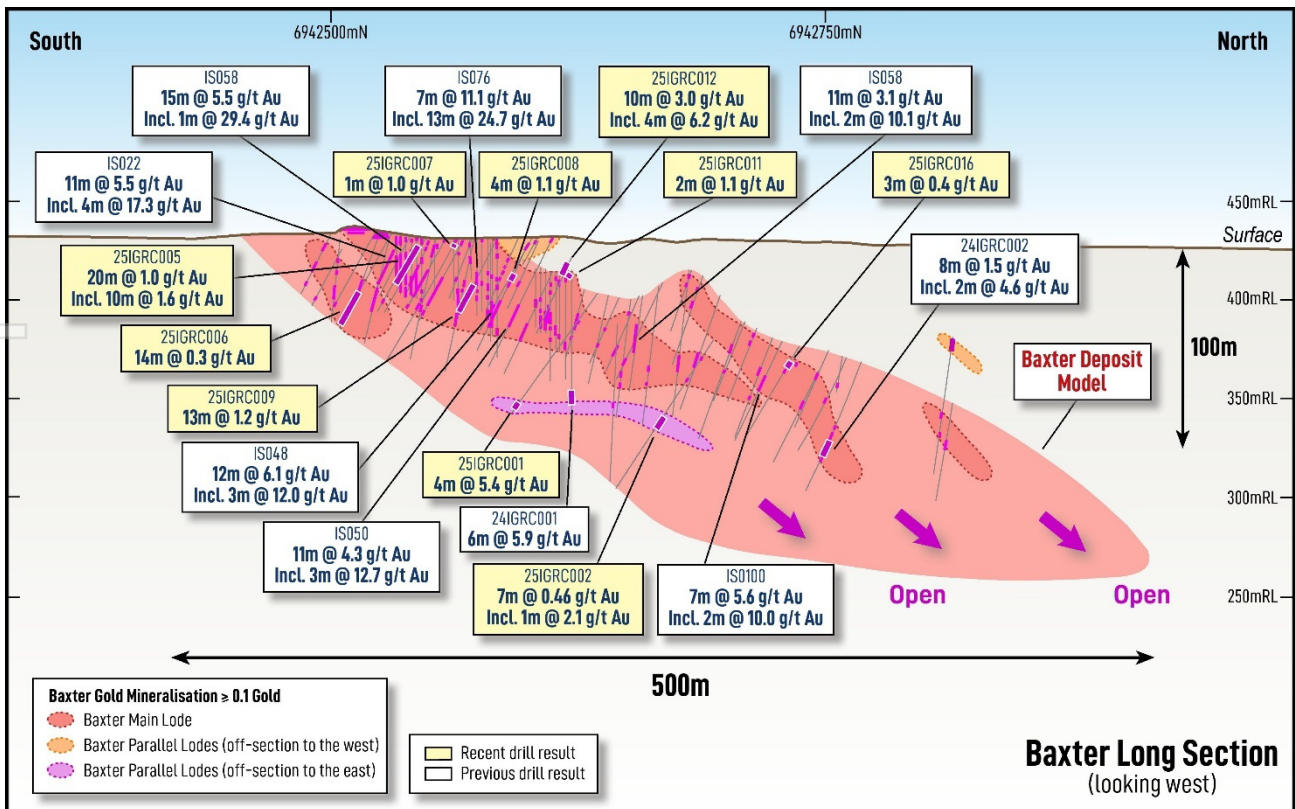 South
6942500mN
6942750mN
North
IS058
15m @ 5.5 g/t Au
Incl. 1m @ 29.4 g/t Au
IS076
7m @ 11.1 g/t Au
Incl. 13m @ 24.7 g/t Au
25IGRC012
10m @ 3.0 g/t Au
Incl. 4m @ 6.2 g/t Au
IS058
11m @ 3.1 g/t Au
Incl. 2m @ 10.1 g/t Au
IS022
11m @ 5.5 g/t Au
Incl. 4m @ 17.3 g/t Au
25IGRC007
1m @ 1.0 g/t Au
25IGRC008
4m @ 1.1 g/t Au
25IGRC011
2m @ 1.1 g/t Au
25IGRC016
3m @ 0.4 g/t Au
450mRL
Surface
25IGRC005
20m @ 1.0 g/t Au
Incl. 10m @ 1.6 g/t Au
24IGRC002
8m @ 1.5 g/t Au
Incl. 2m @ 4.6 g/t Au
400mRL
100m
25IGRC006
14m @ 0.3 g/t Au
Baxter Deposit
Model
25IGRC009
13m @ 1.2 g/t Au
350mRL
IS048
12m @ 6.1 g/t Au
Incl. 3m @ 12.0 g/t Au
25IGRC001
4m @ 5.4 g/t Au
300mRL
IS050
11m @ 4.3 g/t Au
Incl. 3m @ 12.7 g/t Au
24IGRC001
6m @ 5.9 g/t Au
25IGRC002
7m @ 0.46 g/t Au
Incl. 1m @ 2.1 g/t Au
IS0100
7m @ 5.6 g/t Au
Incl. 2m @ 10.0 g/t Au
Open
Open
250mRL
500m
Baxter Gold Mineralisation ≥ 0.1 Gold
Baxter Main Lode
Baxter Parallel Lodes (off-section to the west)
Baxter Parallel Lodes (off-section to the east)
Recent drill result
Previous drill result
Baxter Long Section
(looking west)